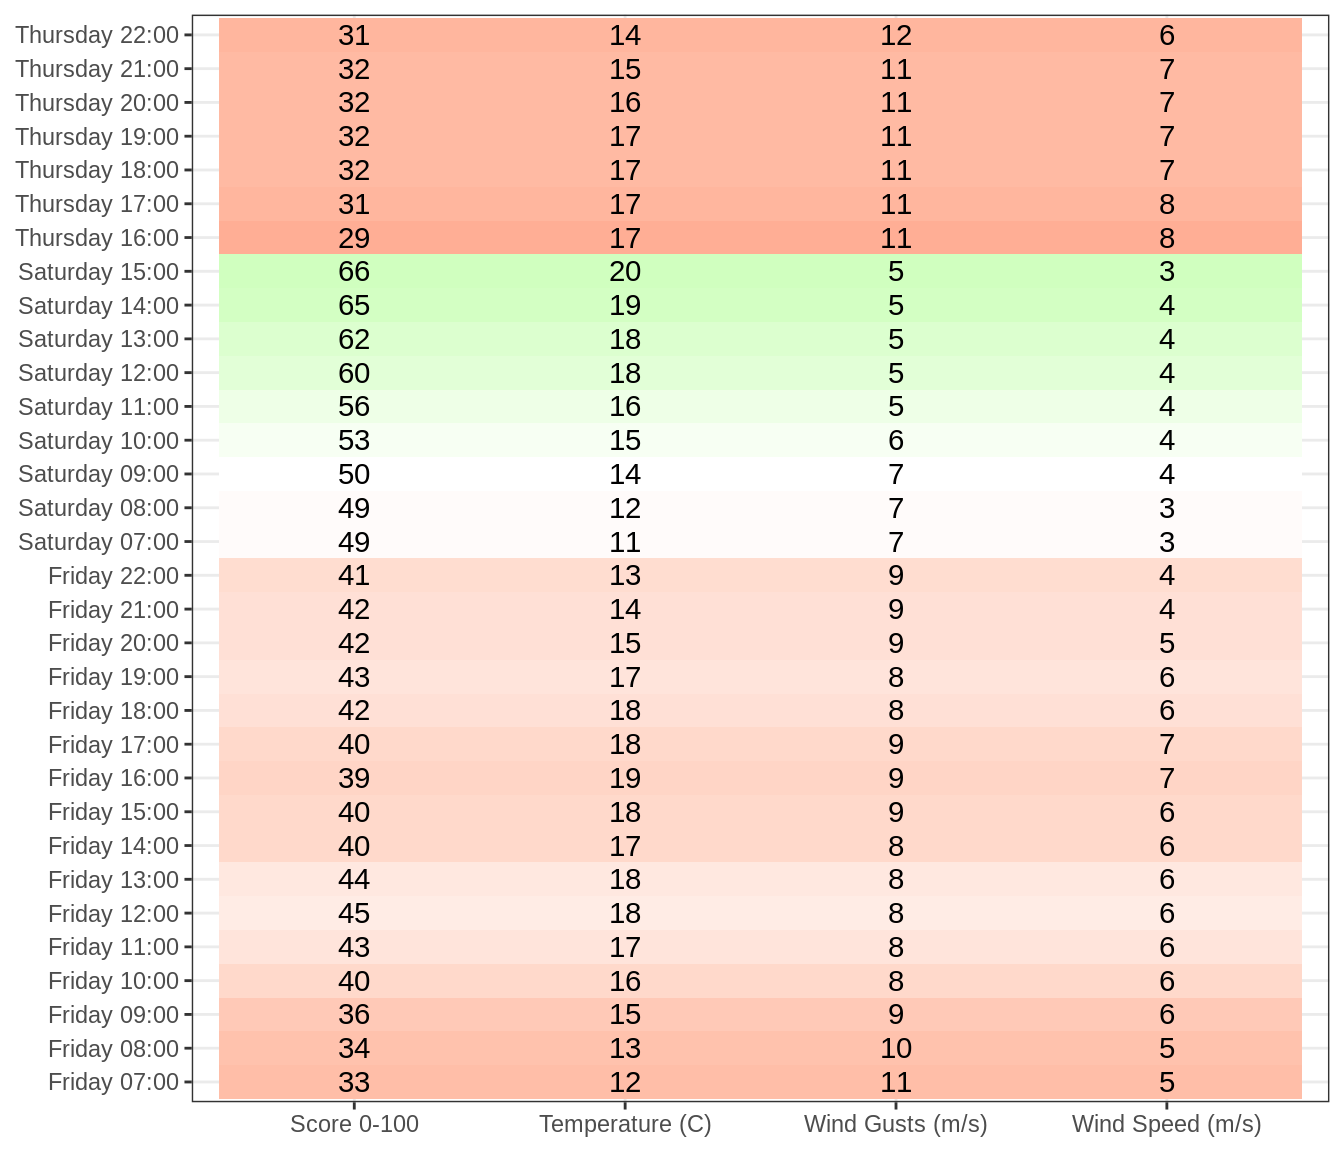 Thursday 22:00 31 14 12 6
Thursday 21:00 32 15 11 7
Thursday 20:00 32 16 11 7
Thursday 19:00 32 17 11 7
Thursday 18:00 32 17 11 7
Thursday 17:00 31 17 11 8
Thursday 16:00 29 17 11 8
Saturday 15:00 66 20 5 3
Saturday 14:00 65 19 5 4
Saturday 13:00 62 18 5 4
Saturday 12:00 60 18 5 4
Saturday 11:00 56 16 5 4
Saturday 10:00 53 15 6 4
Saturday 09:00 50 14 7 4
Saturday 08:00 49 12 7 3
Saturday 07:00 49 11 7 3
Friday 22:00 41 13 9 4
Friday 21:00 42 14 9 4
Friday 20:00 42 15 9 5
Friday 19:00 43 17 8 6
Friday 18:00 42 18 8 6
Friday 17:00 40 18 9 7
Friday 16:00 39 19 9 7
Friday 15:00 40 18 9 6
Friday 14:00 40 17 8 6
Friday 13:00 44 18 8 6
Friday 12:00 45 18 8 6
Friday 11:00 43 17 8 6
Friday 10:00 40 16 8 6
Friday 09:00 36 15 9 6
Friday 08:00 34 13 10 5
Friday 07:00 33 12 11 5
Score 0-100 Temperature (C) Wind Gusts (m/s) Wind Speed (m/s)